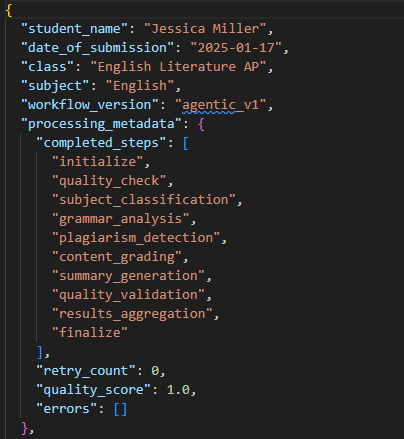 {
  "student_name": "Jessica Miller",
  "date_of_submission": "2025-01-17",
  "class": "English Literature AP",
  "subject": "English",
  "workflow_version": "agentic_v1",
  "processing_metadata": {
    "completed_steps": [
      "initialize",
      "quality_check",
      "subject_classification",
      "grammar_analysis",
      "plagiarism_detection",
      "content_grading",
      "summary_generation",
      "quality_validation",
      "results_aggregation",
      "finalize"
    ],
    "retry_count": 0,
    "quality_score": 1.0,
    "errors": []
  },